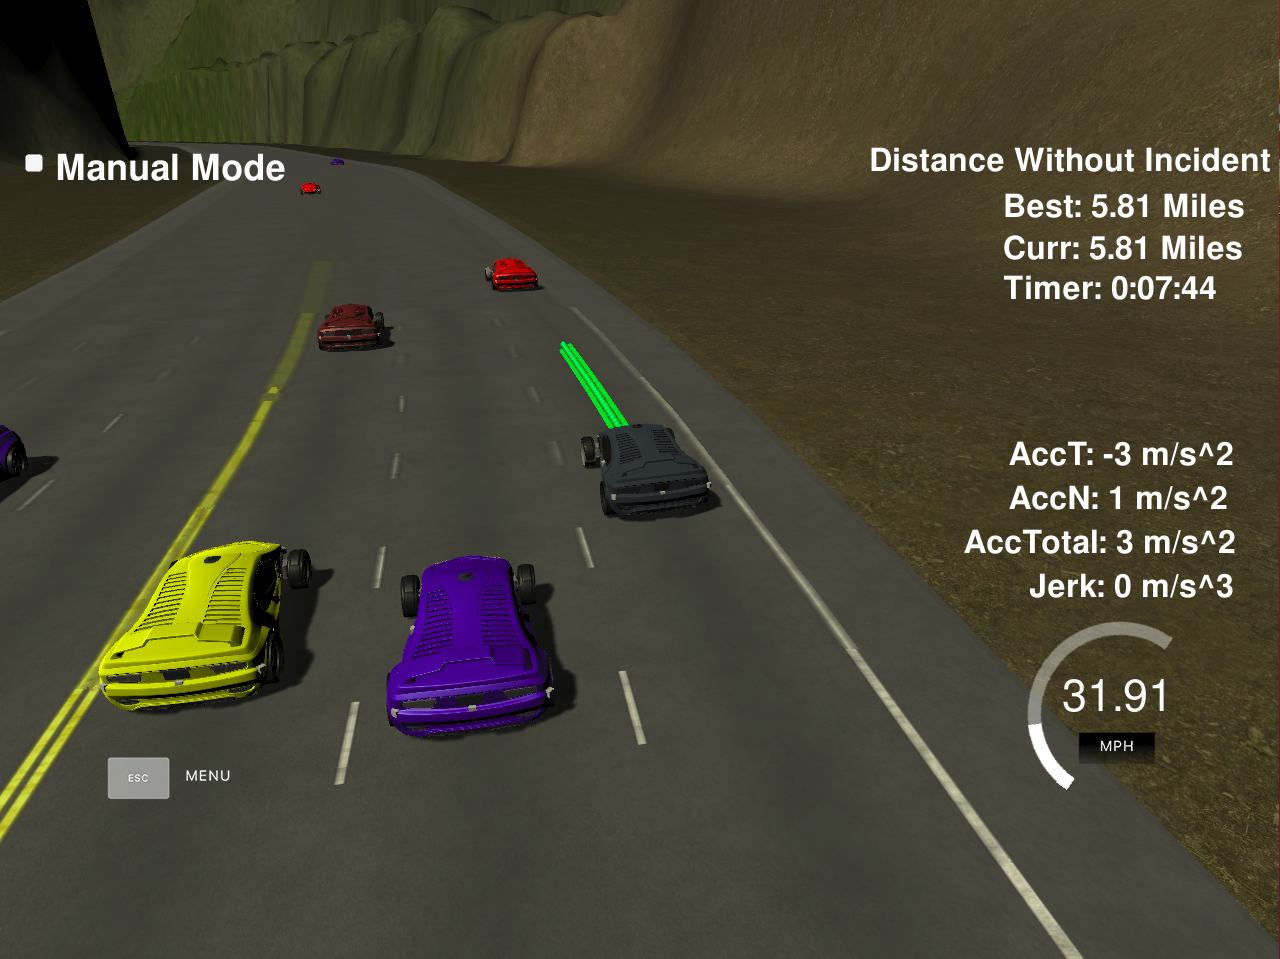 Manual Mode
Distance Without Incident
Best: 5.81 Miles
Curr: 5.81 Miles
Timer: 0:07:44
AccT: -3 m/s^2
AccN: 1 m/s^2
AccTotal: 3 m/s^2
Jerk: 0 m/s^3
31.91
MPH
ESC MENU